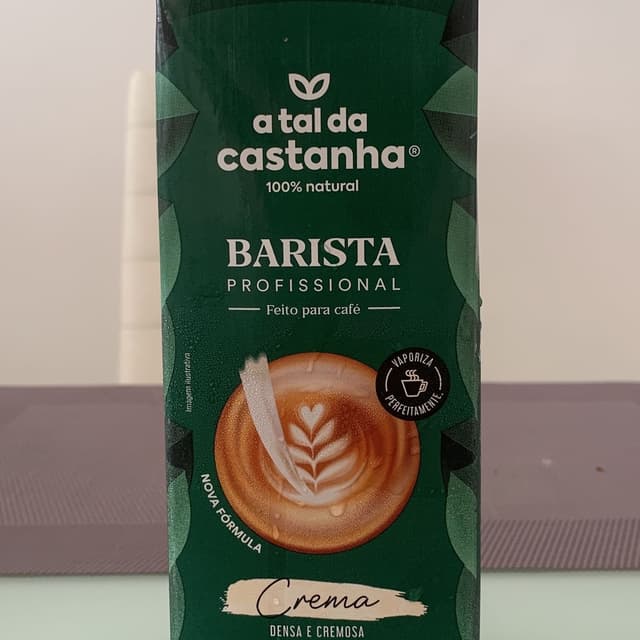 a tal da
castanha®
100% natural
BARISTA
PROFISSIONAL
Feito para café
Imagem ilustrativa
VAPORIZA
PERFEITAMENTE.
NOVA FÓRMULA
Crema
DENSA E CREMOSA